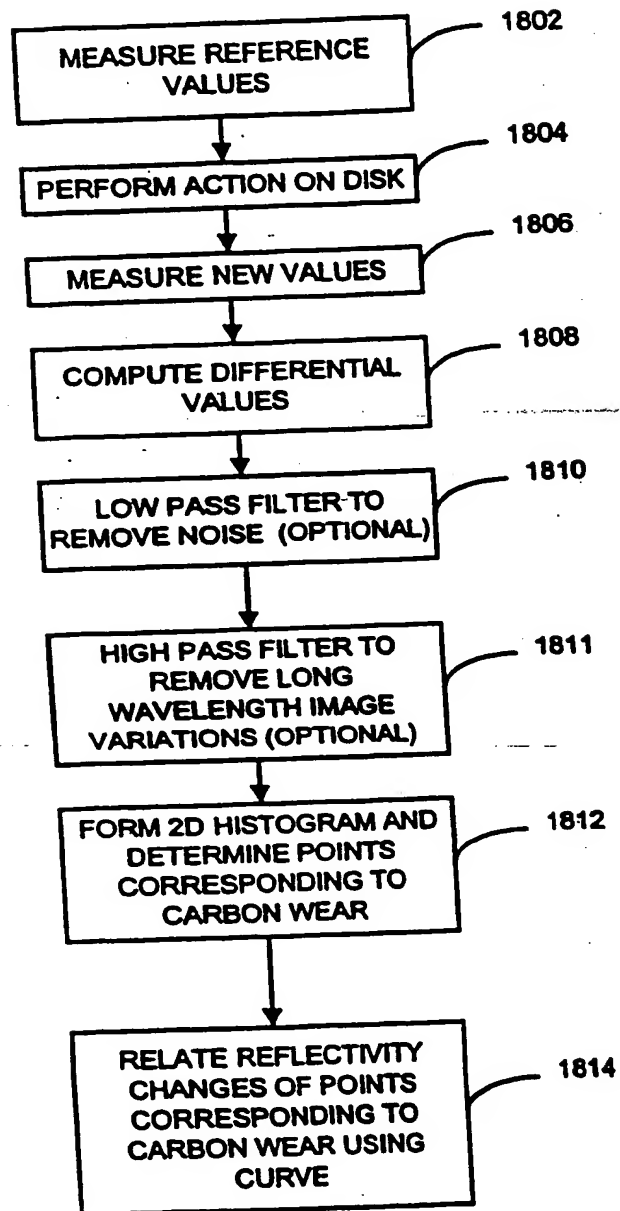 MEASURE REFERENCE
VALUES
1802
PERFORM ACTION ON DISK
1804
MEASURE NEW VALUES
1806
COMPUTE DIFFERENTIAL
VALUES
1808
LOW PASS FILTER TO
REMOVE NOISE (OPTIONAL)
1810
HIGH PASS FILTER TO
REMOVE LONG
WAVELENGTH IMAGE
VARIATIONS (OPTIONAL)
1811
FORM 2D HISTOGRAM AND
DETERMINE POINTS
CORRESPONDING TO
CARBON WEAR
1812
RELATE REFLECTIVITY
CHANGES OF POINTS
CORRESPONDING TO
CARBON WEAR USING
CURVE
1814